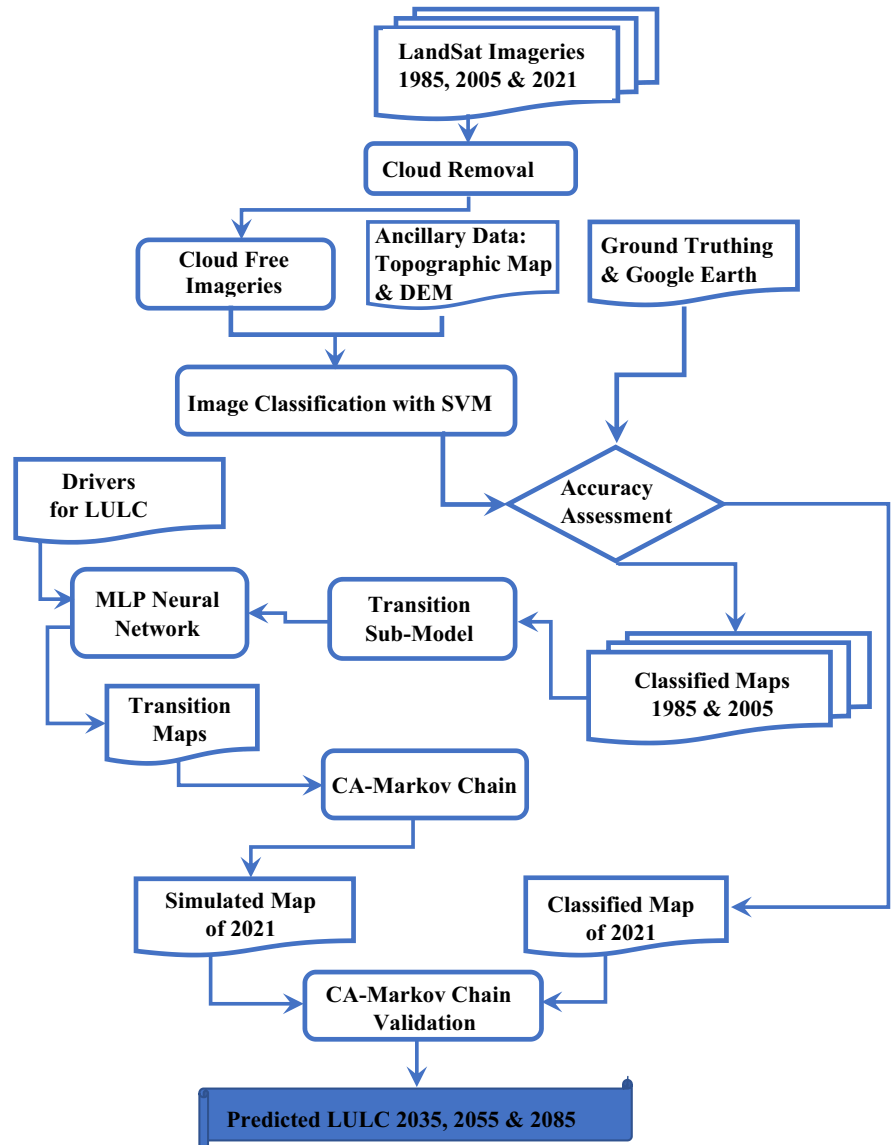 LandSat Imageries
1985, 2005 & 2021
Cloud Removal
Cloud Free
Imageries
Ancillary Data:
Topographic Map
& DEM
Ground Truthing
& Google Earth
Image Classification with SVM
Drivers
for LULC
Accuracy
Assessment
MLP Neural
Network
Transition
Sub-Model
Classified Maps
1985 & 2005
Transition
Maps
CA-Markov Chain
Simulated Map
of 2021
Classified Map
of 2021
CA-Markov Chain
Validation
Predicted LULC 2035, 2055 & 2085